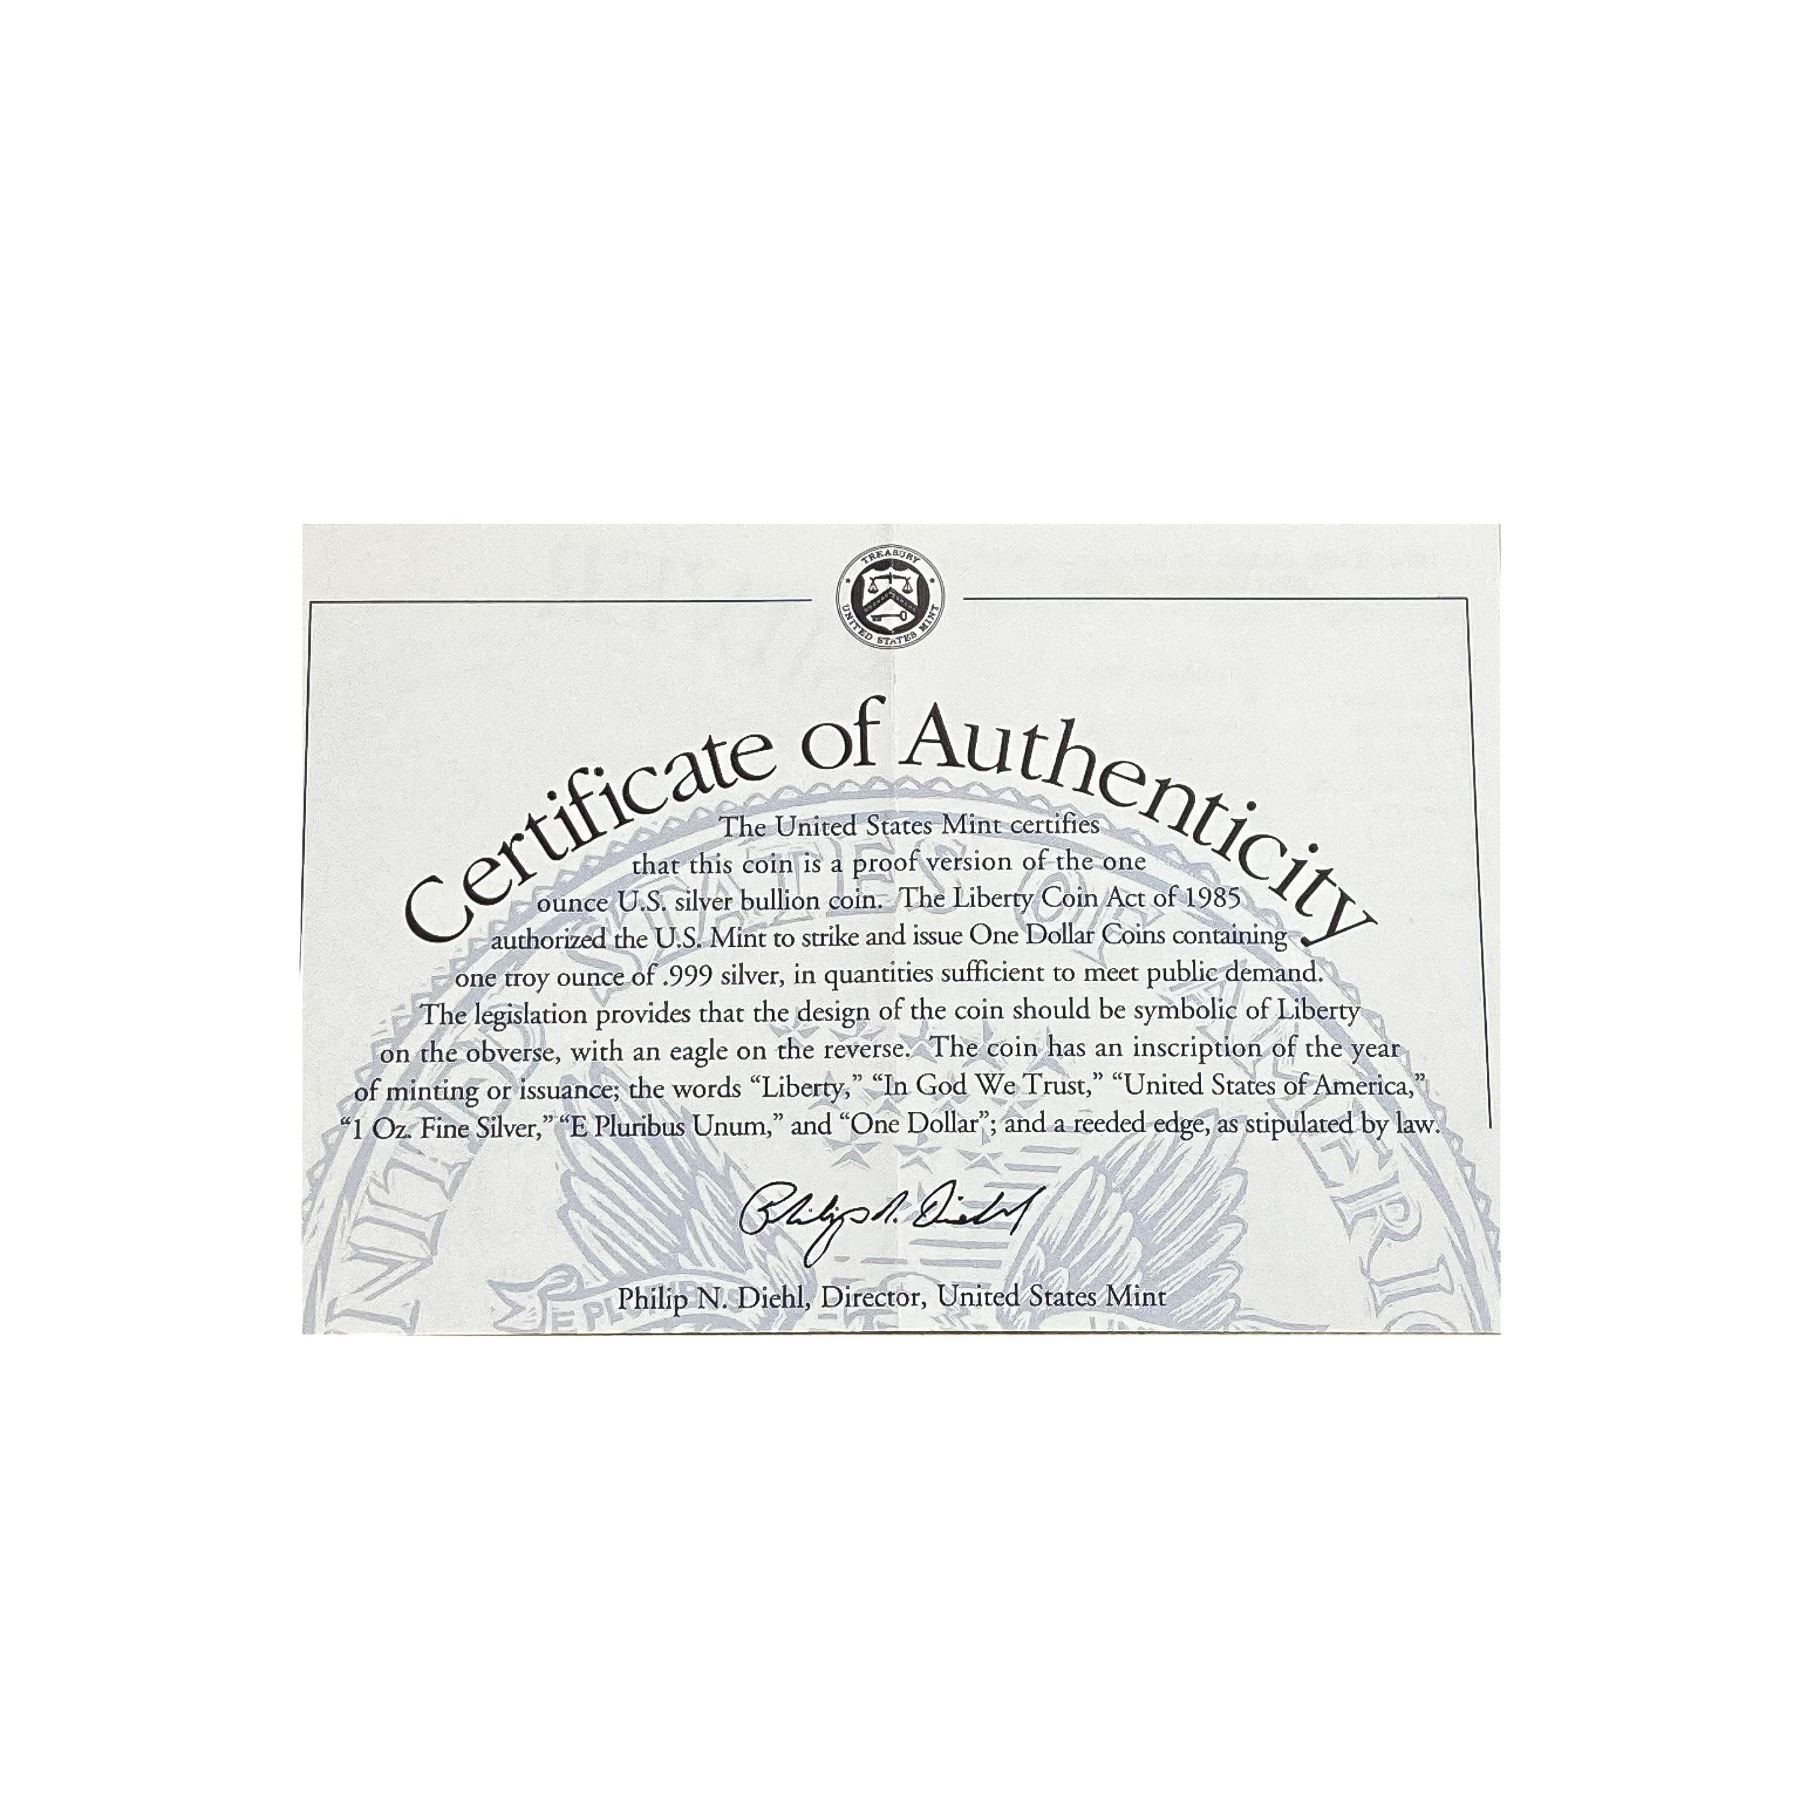 TREASURY
UNITED STATES MINT
Certificate of Authenticity
The United States Mint certifies
that this coin is a proof version of the one
ounce U.S. silver bullion coin. The Liberty Coin Act of 1985
authorized the U.S. Mint to strike and issue One Dollar Coins containing
one troy ounce of .999 silver, in quantities sufficient to meet public demand.
The legislation provides that the design of the coin should be symbolic of Liberty
on the obverse, with an eagle on the reverse. The coin has an inscription of the year
of minting or issuance; the words “Liberty,” “In God We Trust,” “United States of America,”
“1 Oz. Fine Silver,” “E Pluribus Unum,” and “One Dollar”; and a reeded edge, as stipulated by law.
Philip N. Diehl
Philip N. Diehl, Director, United States Mint